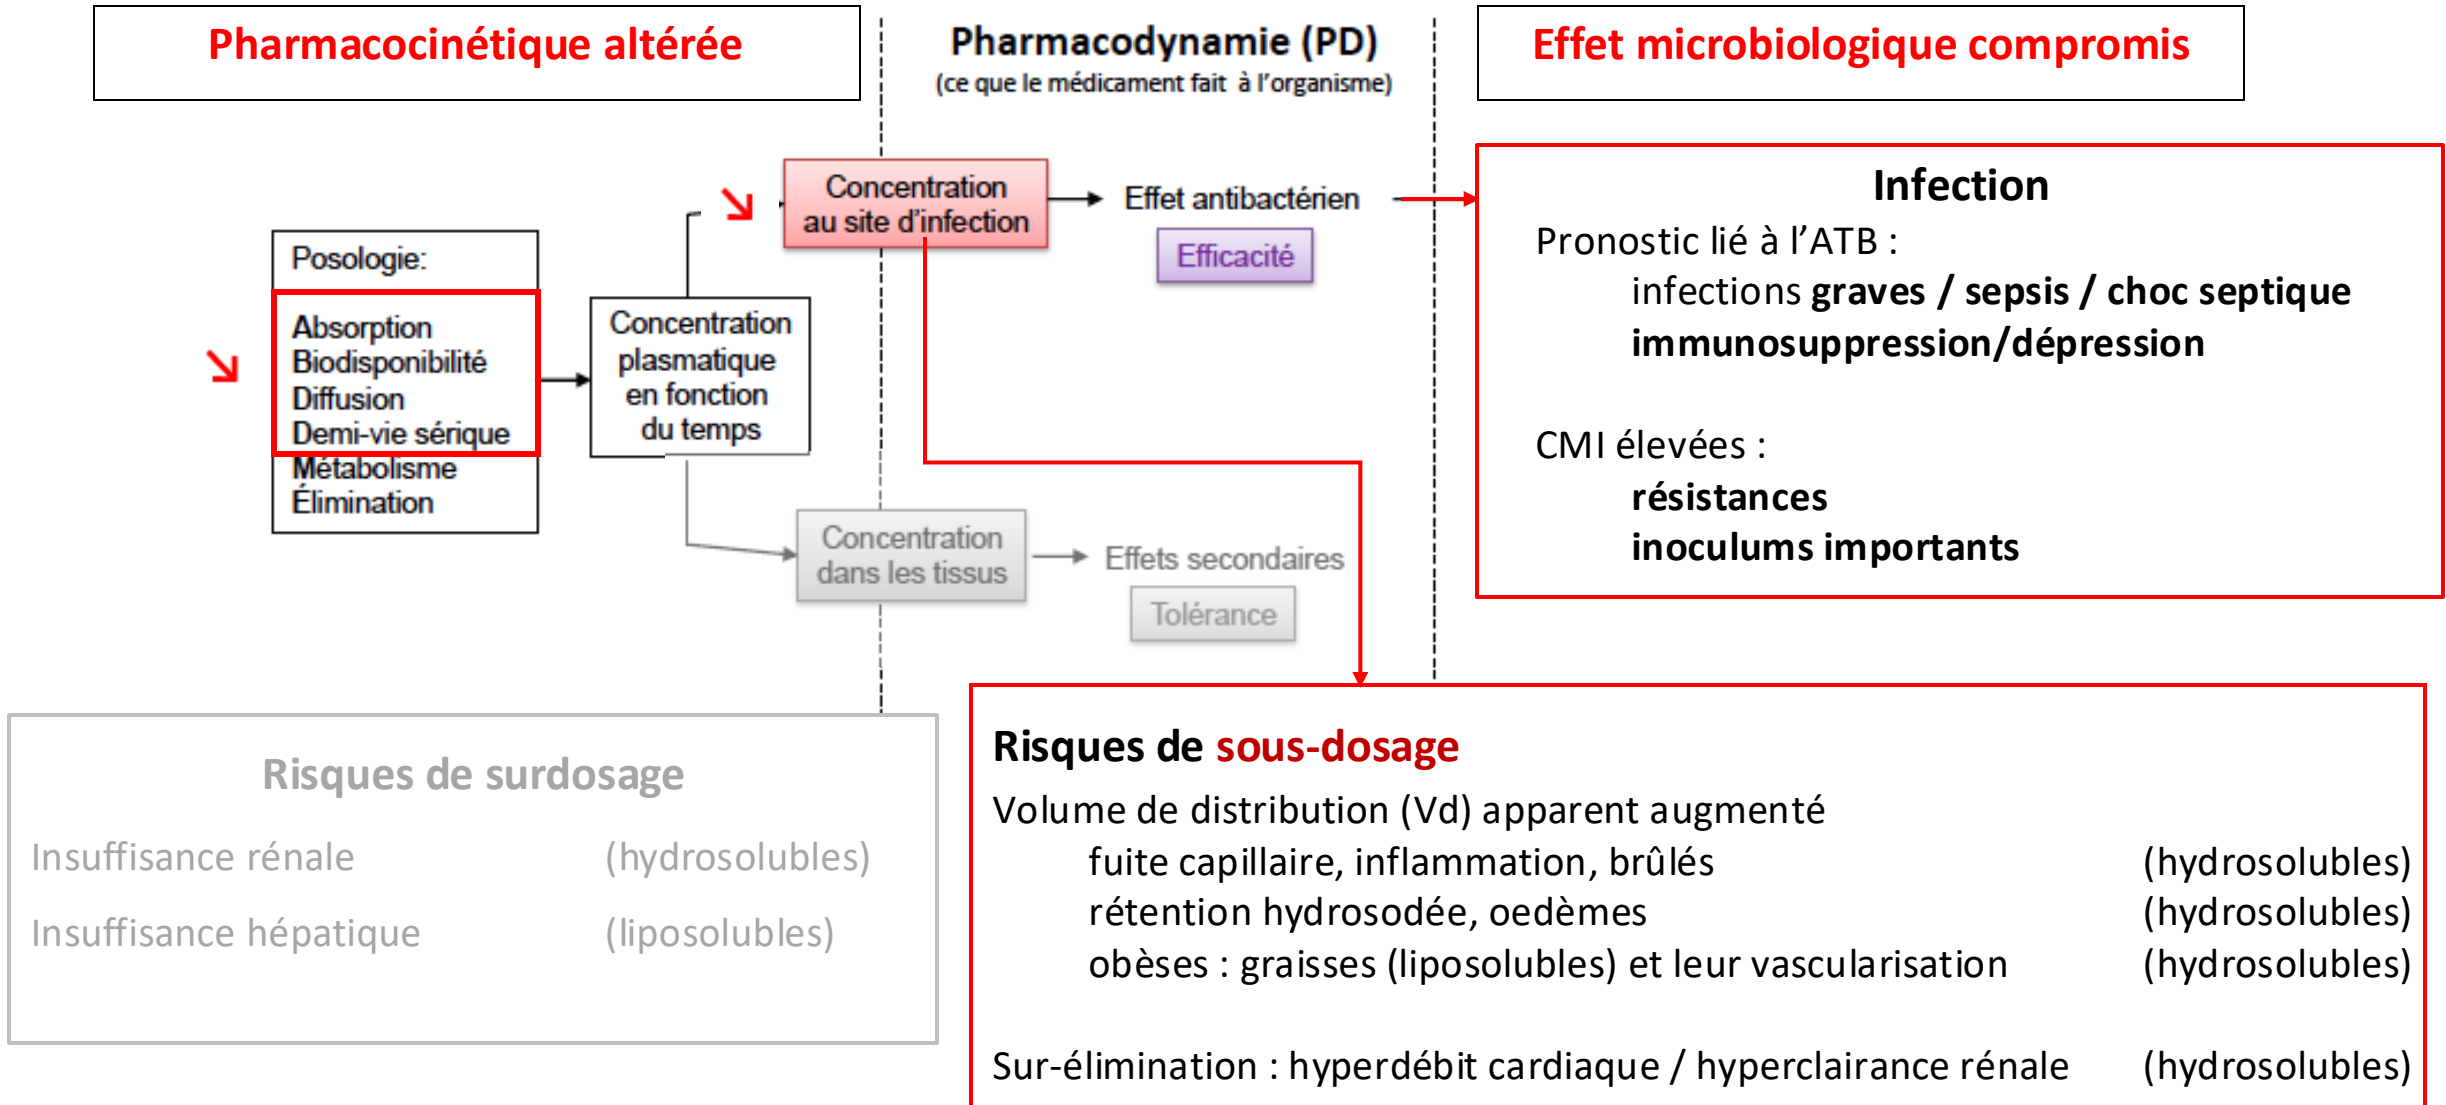 Pharmacocinétique altérée
Pharmacodynamie (PD)
(ce que le médicament fait à l'organisme)
Effet microbiologique compromis
Posologie:
Absorption
Biodisponibilité
Diffusion
Demi-vie sérique
Métabolisme
Élimination
Concentration
plasmatique
en fonction
du temps
Concentration
au site d'infection
Effet antibactérien
Efficacité
Concentration
dans les tissus
Effets secondaires
Tolérance
Infection
Pronostic lié à l'ATB :
infections graves / sepsis / choc septique
immunosuppression/dépression
CMI élevées :
résistances
inoculums importants
Risques de surdosage
Insuffisance rénale (hydrosolubles)
Insuffisance hépatique (liposolubles)
Risques de sous-dosage
Volume de distribution (Vd) apparent augmenté
fuite capillaire, inflammation, brûlés (hydrosolubles)
rétention hydrosodée, oedèmes (hydrosolubles)
obèses : graisses (liposolubles) et leur vascularisation (hydrosolubles)
Sur-élimination : hyperdébit cardiaque / hyperclairance rénale (hydrosolubles)